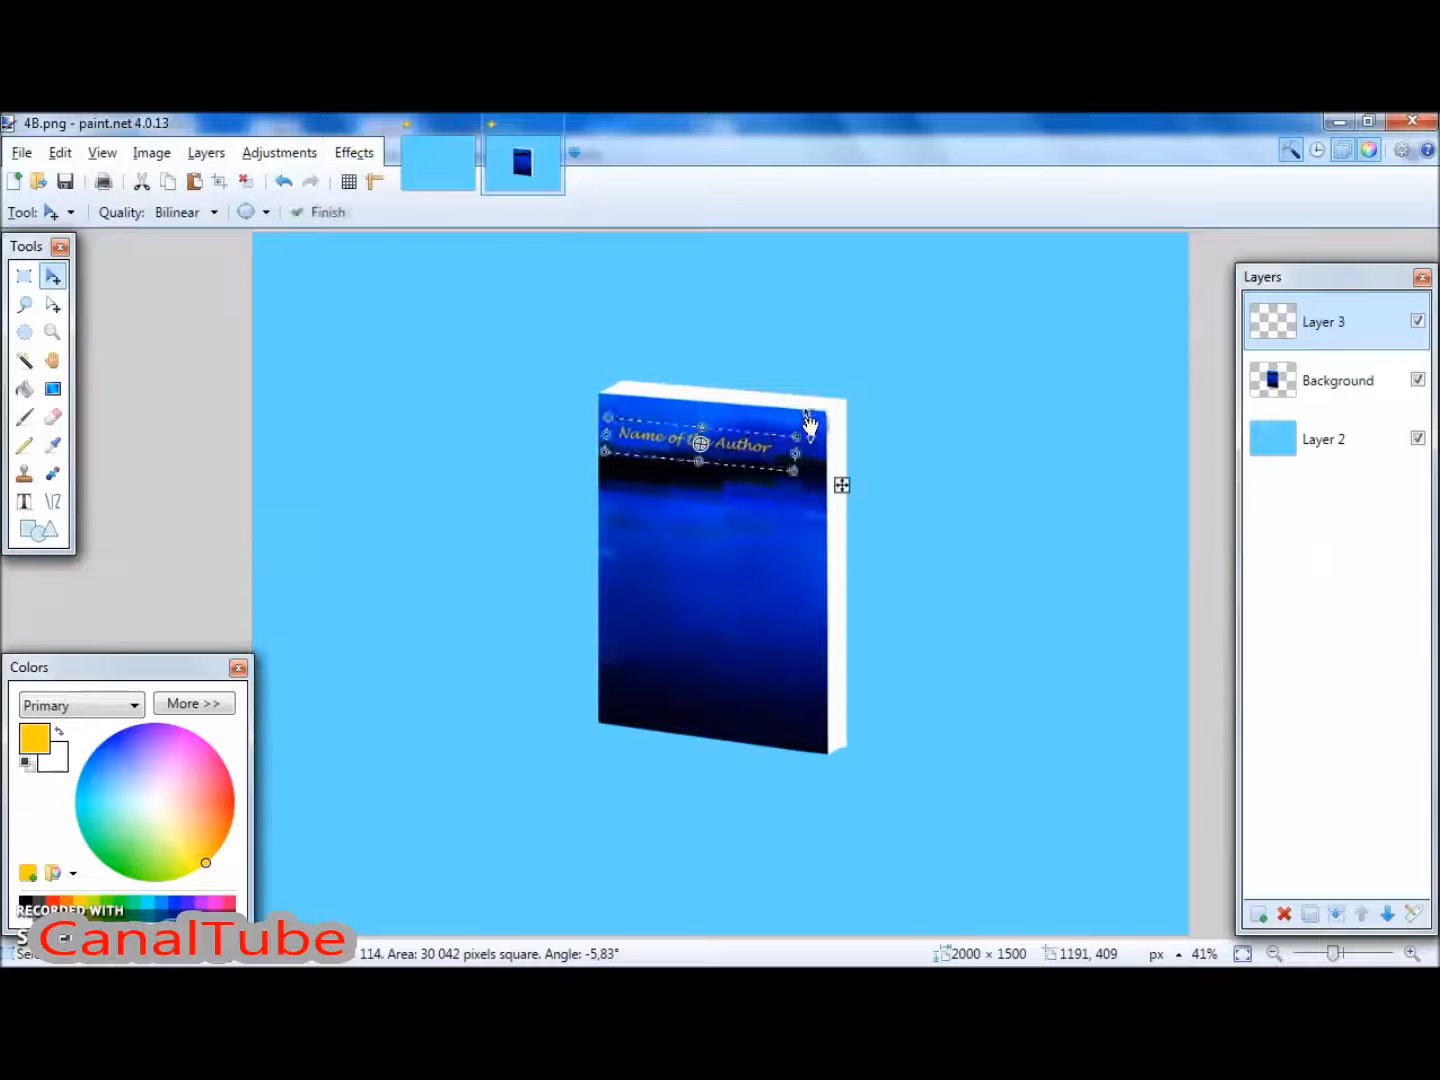 4B.png - paint.net 4.0.13
File Edit View Image Layers Adjustments Effects
Tool: Quality: Bilinear Finish
Tools
Layers
Layer 3
Background
Layer 2
Name of the Author
Colors
Primary
More >>
RECORDED WITH
CanalTube
114. Area: 30 042 pixels square. Angle: -5,83°
2000 × 1500
1191, 409
px
41%